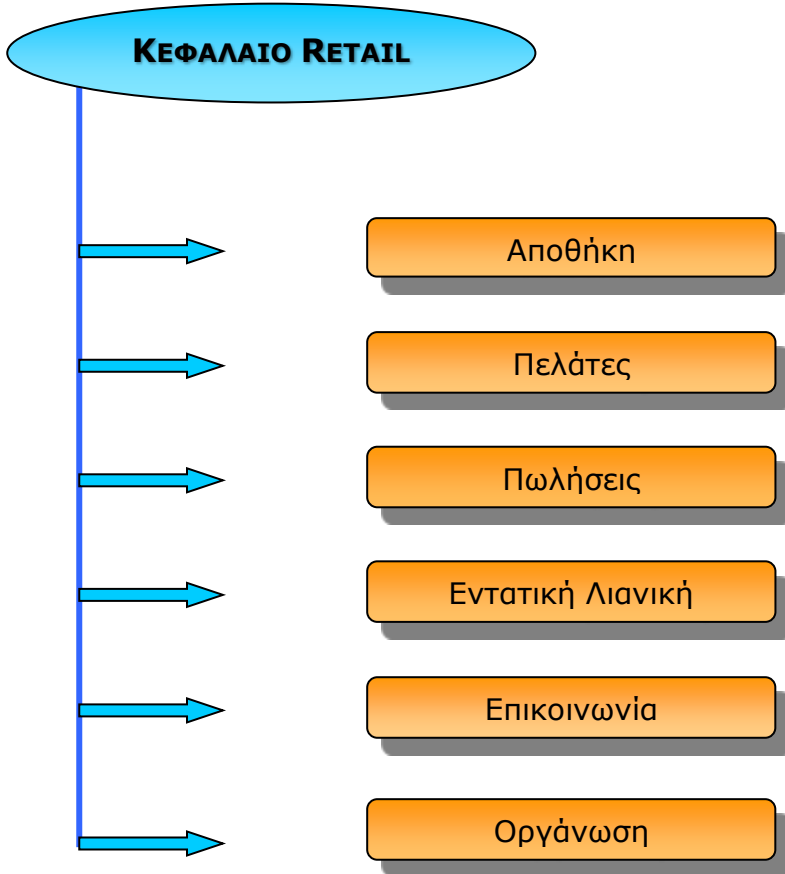 ΚΕΦΑΛΑΙΟ RETAIL
Αποθήκη
Πελάτες
Πωλήσεις
Εντατική Λιανική
Επικοινωνία
Οργάνωση